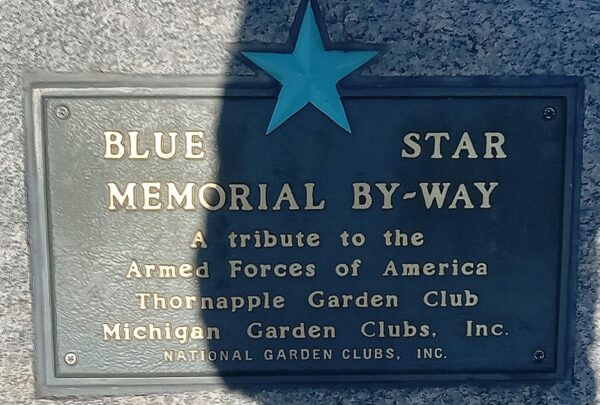 BLUE STAR
MEMORIAL BY-WAY
A tribute to the
Armed Forces of America
Thornapple Garden Club
Michigan Garden Clubs, Inc.
NATIONAL GARDEN CLUBS, INC.